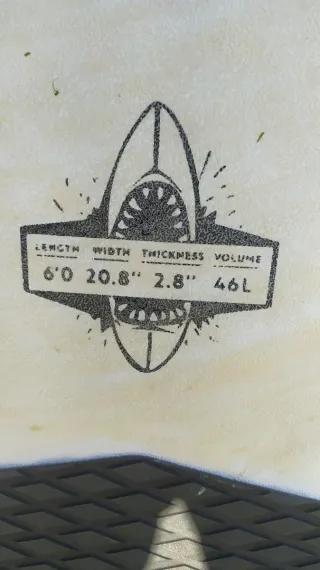 LENGTH WIDTH THICKNESS VOLUME
6'0 20.8" 2.8" 46L